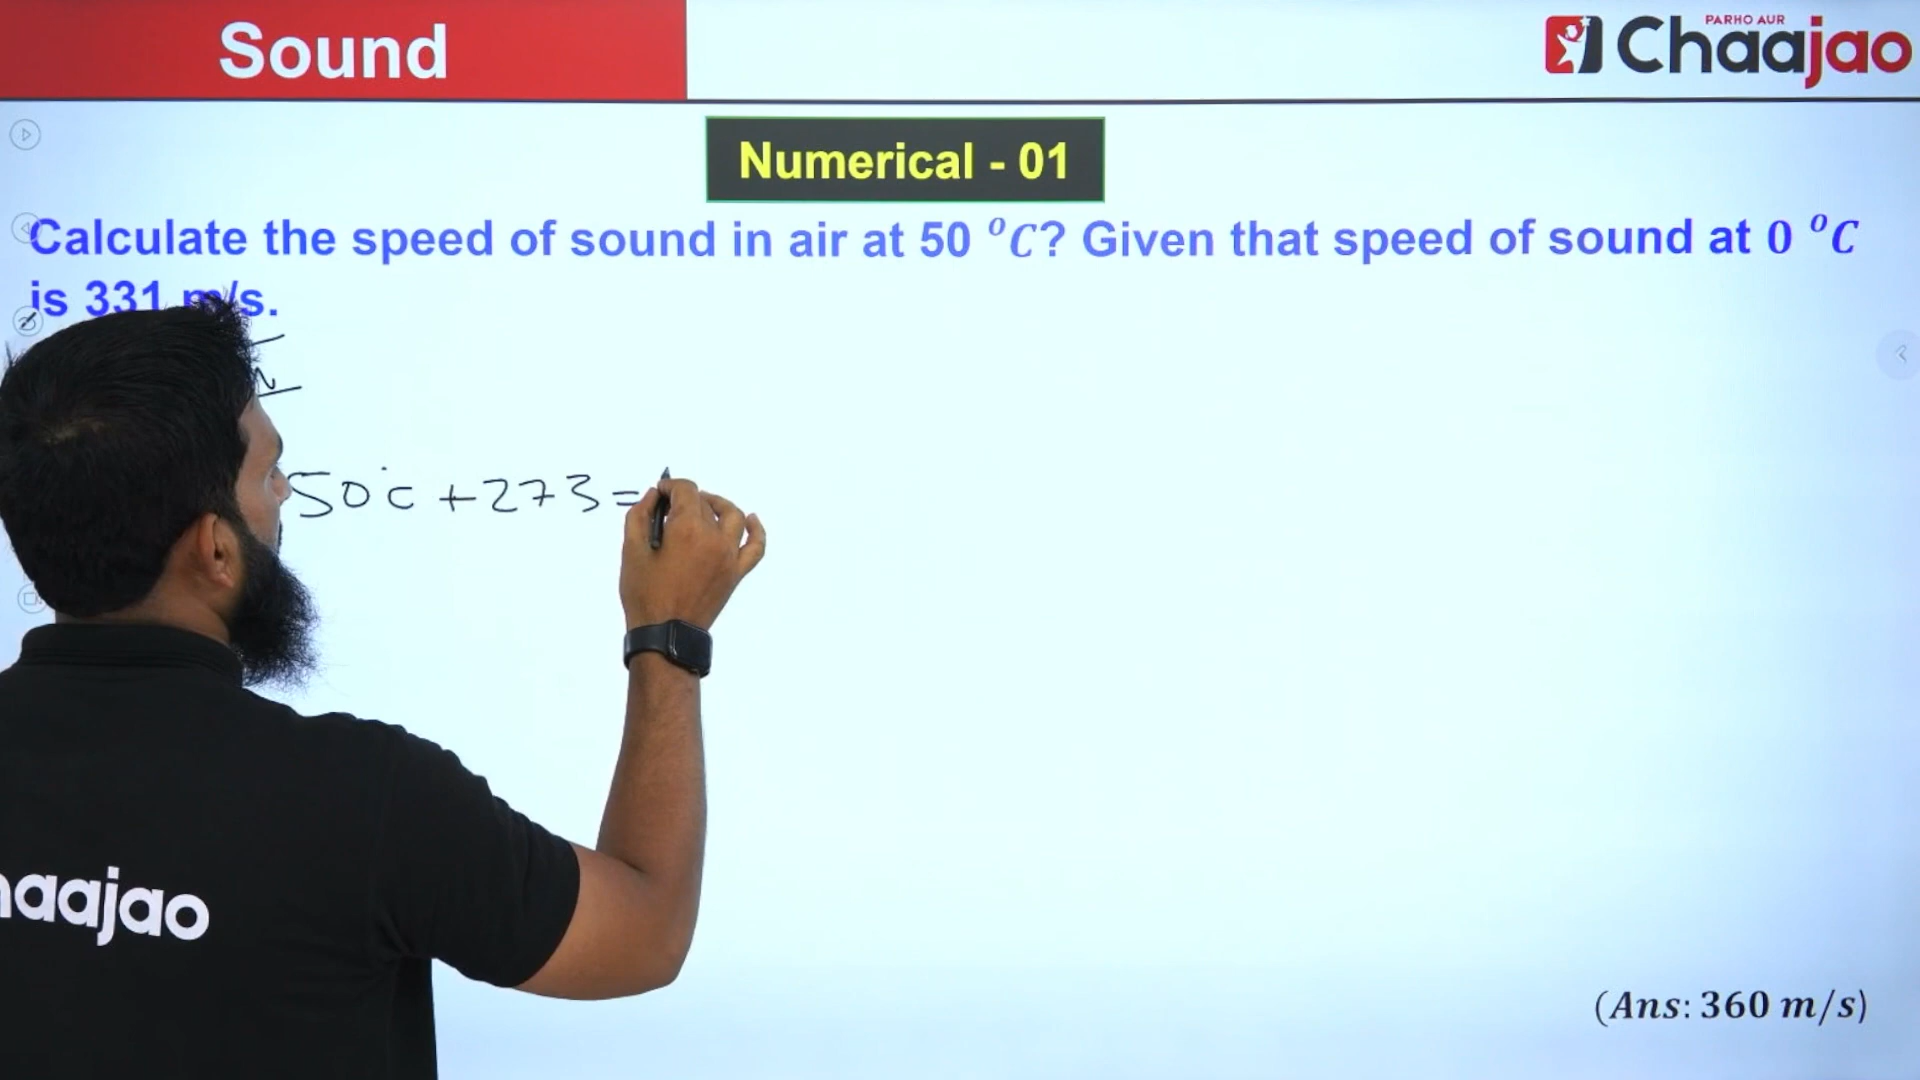 Sound
PARHO AUR
Chaajao
Numerical - 01
Calculate the speed of sound in air at 50 °C? Given that speed of sound at 0 °C
is 331 m/s.
50°c + 273 =
haajao
(Ans: 360 m/s)